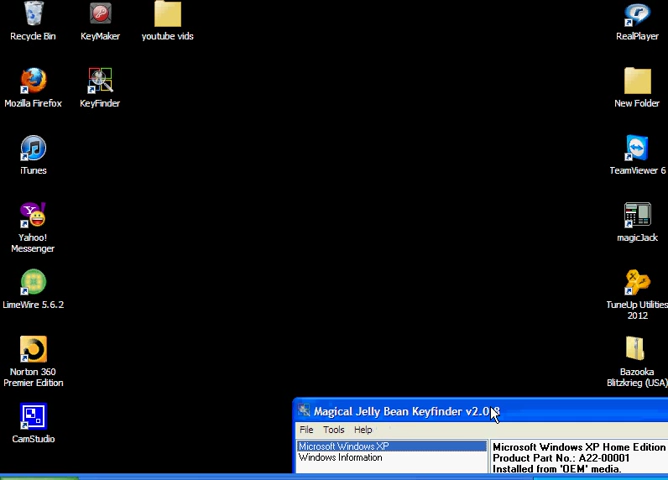 Recycle Bin
KeyMaker
youtube vids
RealPlayer
Mozilla Firefox
KeyFinder
New Folder
iTunes
TeamViewer 6
Yahoo!
Messenger
magicJack
LimeWire 5.6.2
TuneUp Utilities
2012
Norton 360
Premier Edition
Bazooka
Blitzkrieg (USA)
CamStudio
Magical Jelly Bean Keyfinder v2.0.8
File Tools Help
Microsoft Windows XP
Windows Information
Microsoft Windows XP Home Edition
Product Part No.: A22-00001
Installed from 'OEM' media.